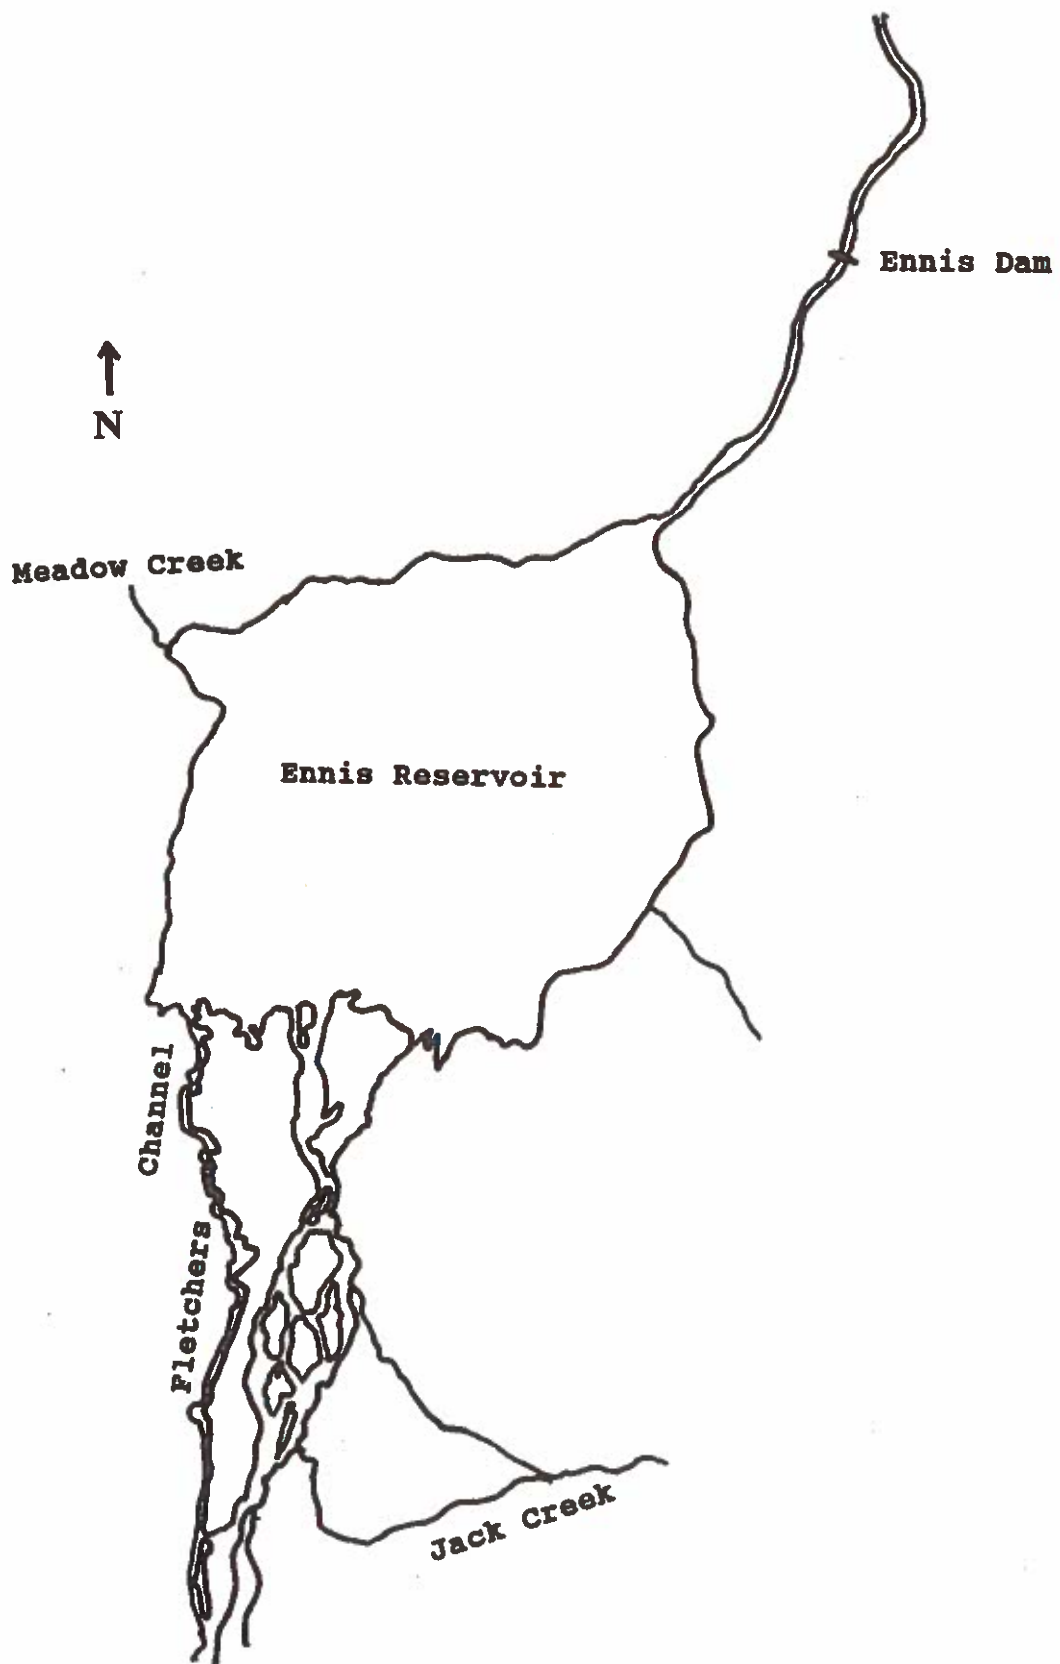 Ennis Dam
N
Meadow Creek
Ennis Reservoir
Fletchers Channel
Jack Creek